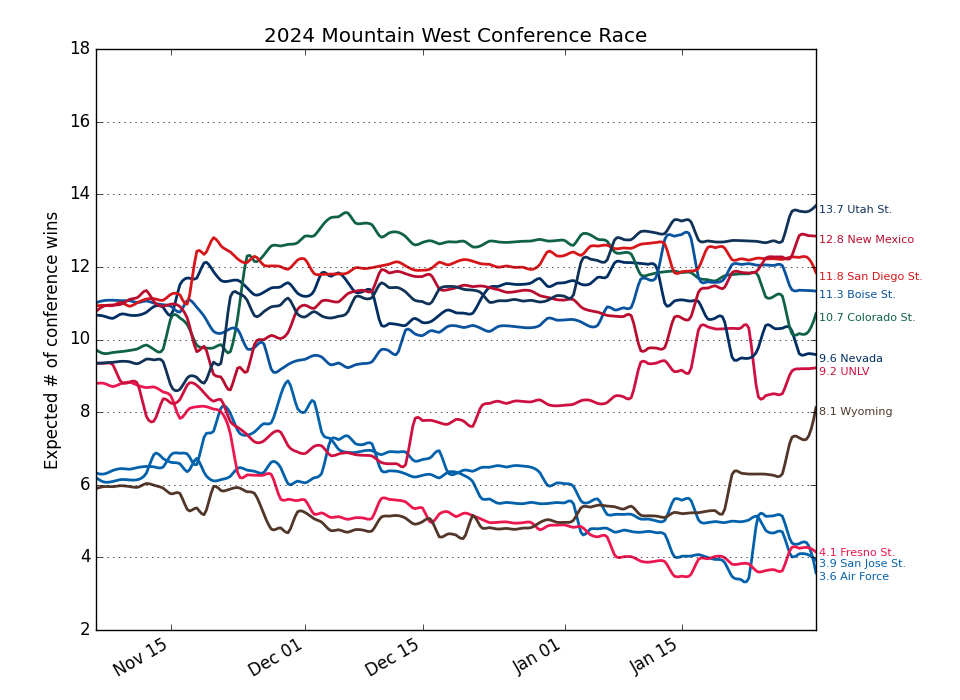 2024 Mountain West Conference Race
Expected # of conference wins
18
16
14
12
10
8
6
4
2
Nov 15
Dec 01
Dec 15
Jan 01
Jan 15
13.7 Utah St.
12.8 New Mexico
11.8 San Diego St.
11.3 Boise St.
10.7 Colorado St.
9.6 Nevada
9.2 UNLV
8.1 Wyoming
4.1 Fresno St.
3.9 San Jose St.
3.6 Air Force